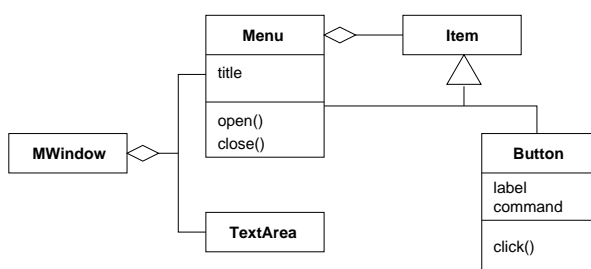 Menu
title
open()
close()
Item
MWindow
TextArea
Button
label
command
click()